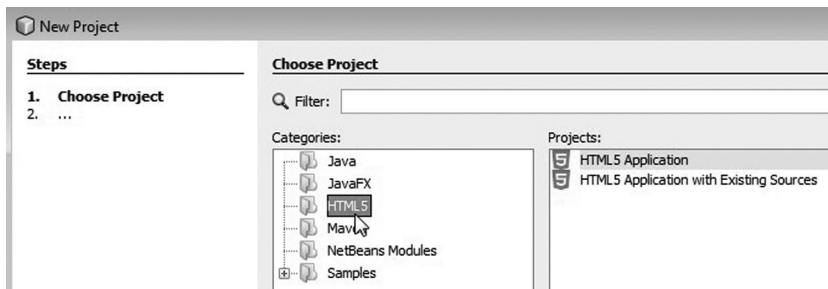 New Project
Steps
1. Choose Project
2. ...
Choose Project
Filter:
Categories:
Java
JavaFX
HTML5
NetBeans Modules
Samples
Projects:
HTML5 Application
HTML5 Application with Existing Sources